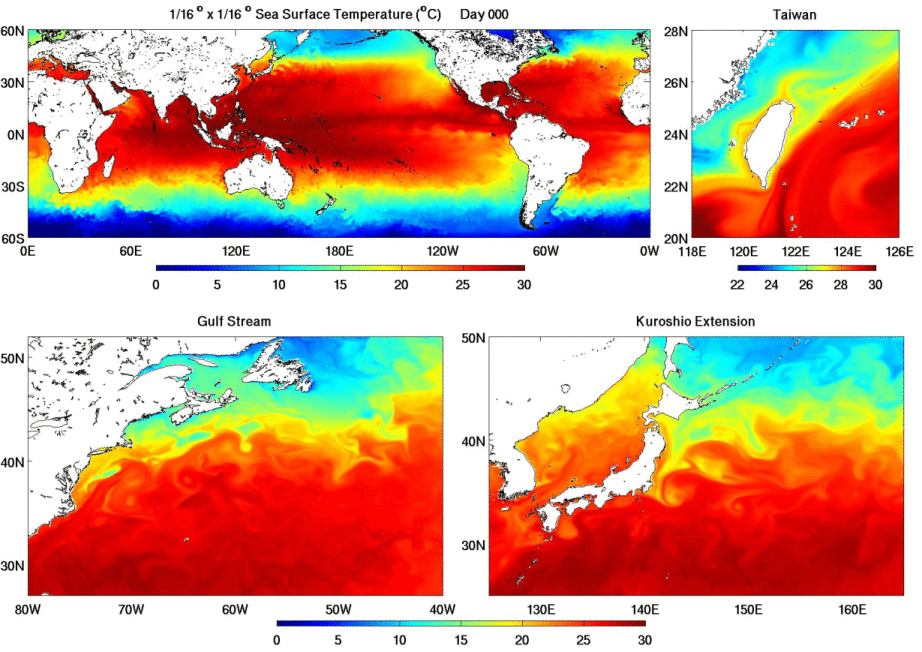 1/16 o x 1/16 o Sea Surface Temperature (oC) Day 000
Taiwan
60N
30N
0N
30S
60S
0E 60E 120E 180E 120W 60W 0W
0 5 10 15 20 25 30
28N
26N
24N
22N
20N
118E 120E 122E 124E 126E
22 24 26 28 30
Gulf Stream
Kuroshio Extension
50N
40N
30N
80W 70W 60W 50W 40W
50N
40N
30N
130E 140E 150E 160E
0 5 10 15 20 25 30